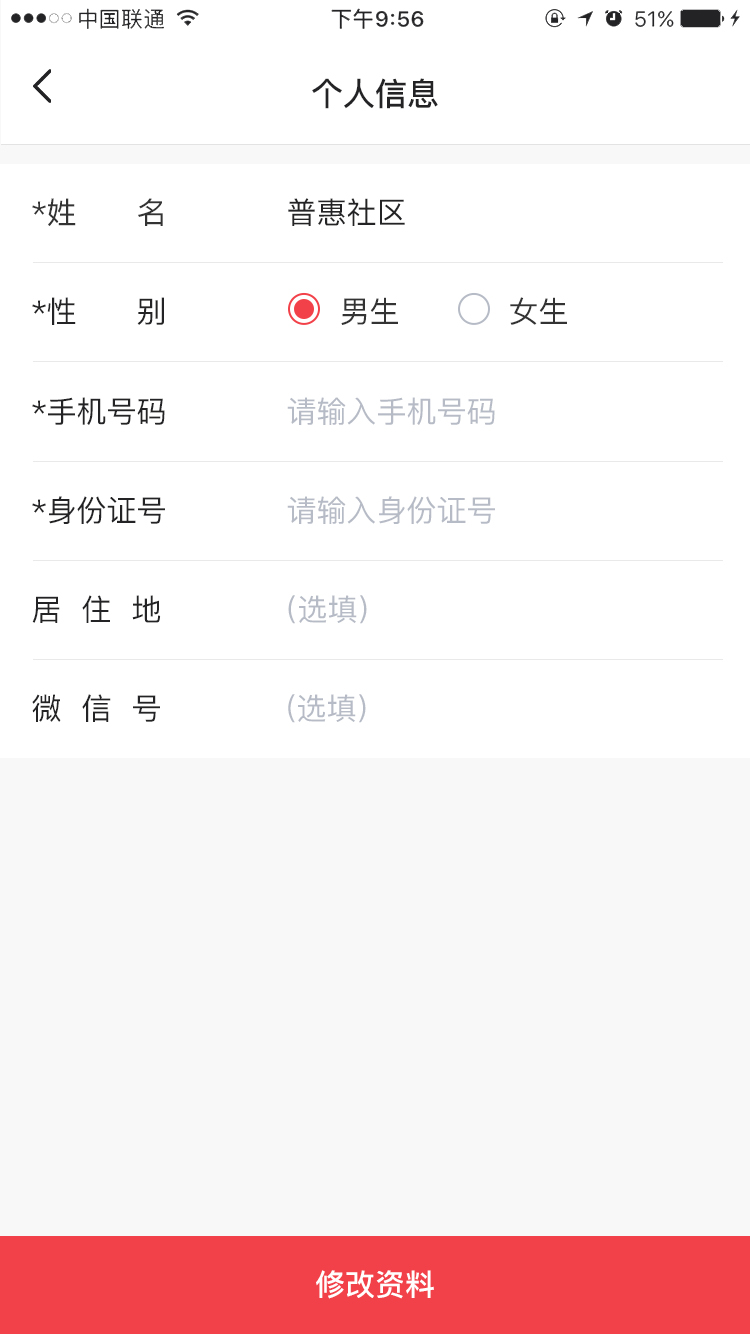 中国联通 下午9:56 51%
个人信息
*姓 名 普惠社区
*性 别 男生 女生
*手机号码 请输入手机号码
*身份证号 请输入身份证号
居 住 地 (选填)
微 信 号 (选填)
修改资料